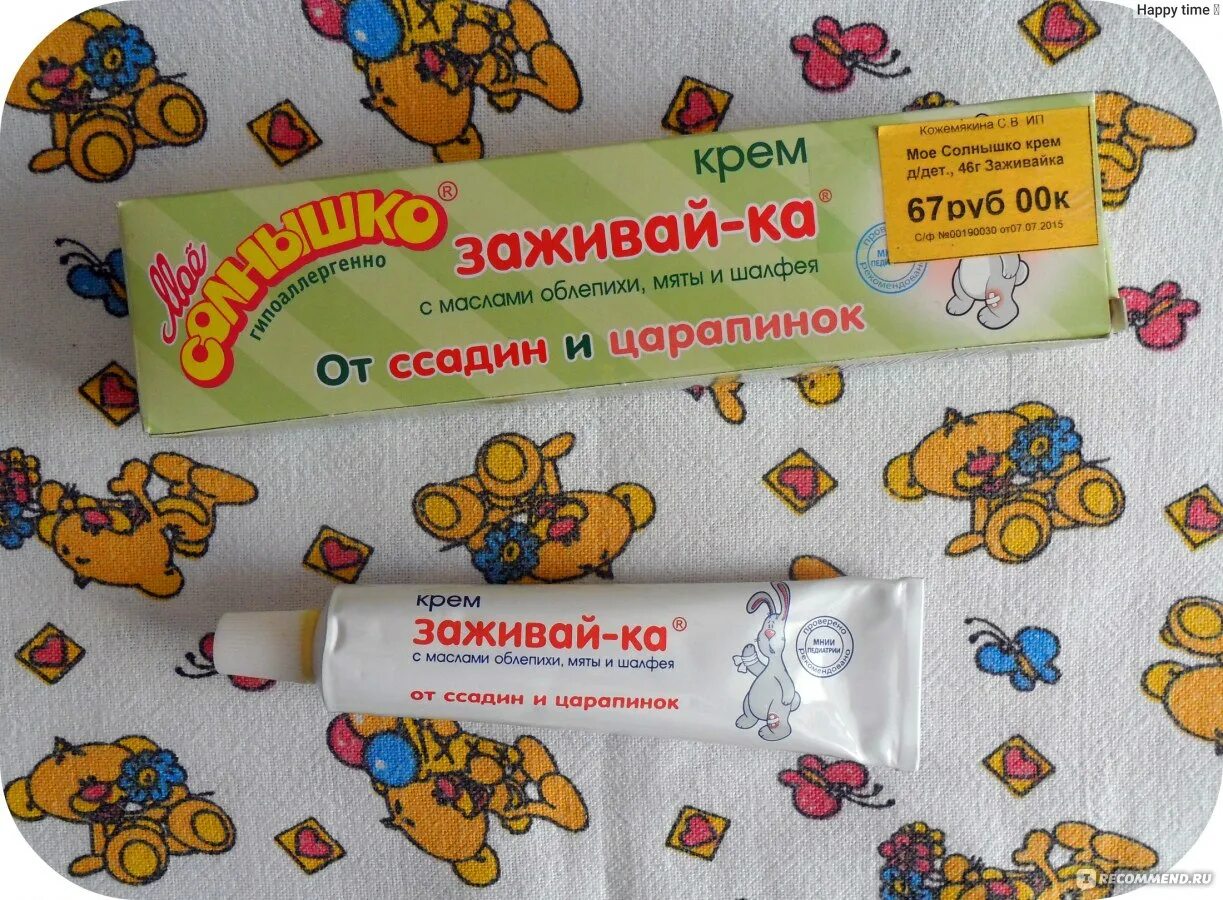 Happy time
Кожемякина С.В ИП
Мое Солнышко крем
д/дет., 46г Заживайка
67руб 00к
С/ф №00190030 от07.07.2015
крем
Моё
СОЛНЫШКО®
гипоаллергенно
заживай-ка®
с маслами облепихи, мяты и шалфея
От ссадин и царапинок
рекомендовано
крем
заживай-ка®
с маслами облепихи, мяты и шалфея
от ссадин и царапинок
проверено
МНИИ
ПЕДИАТРИИ
рекомендовано
RECOMMEND.RU